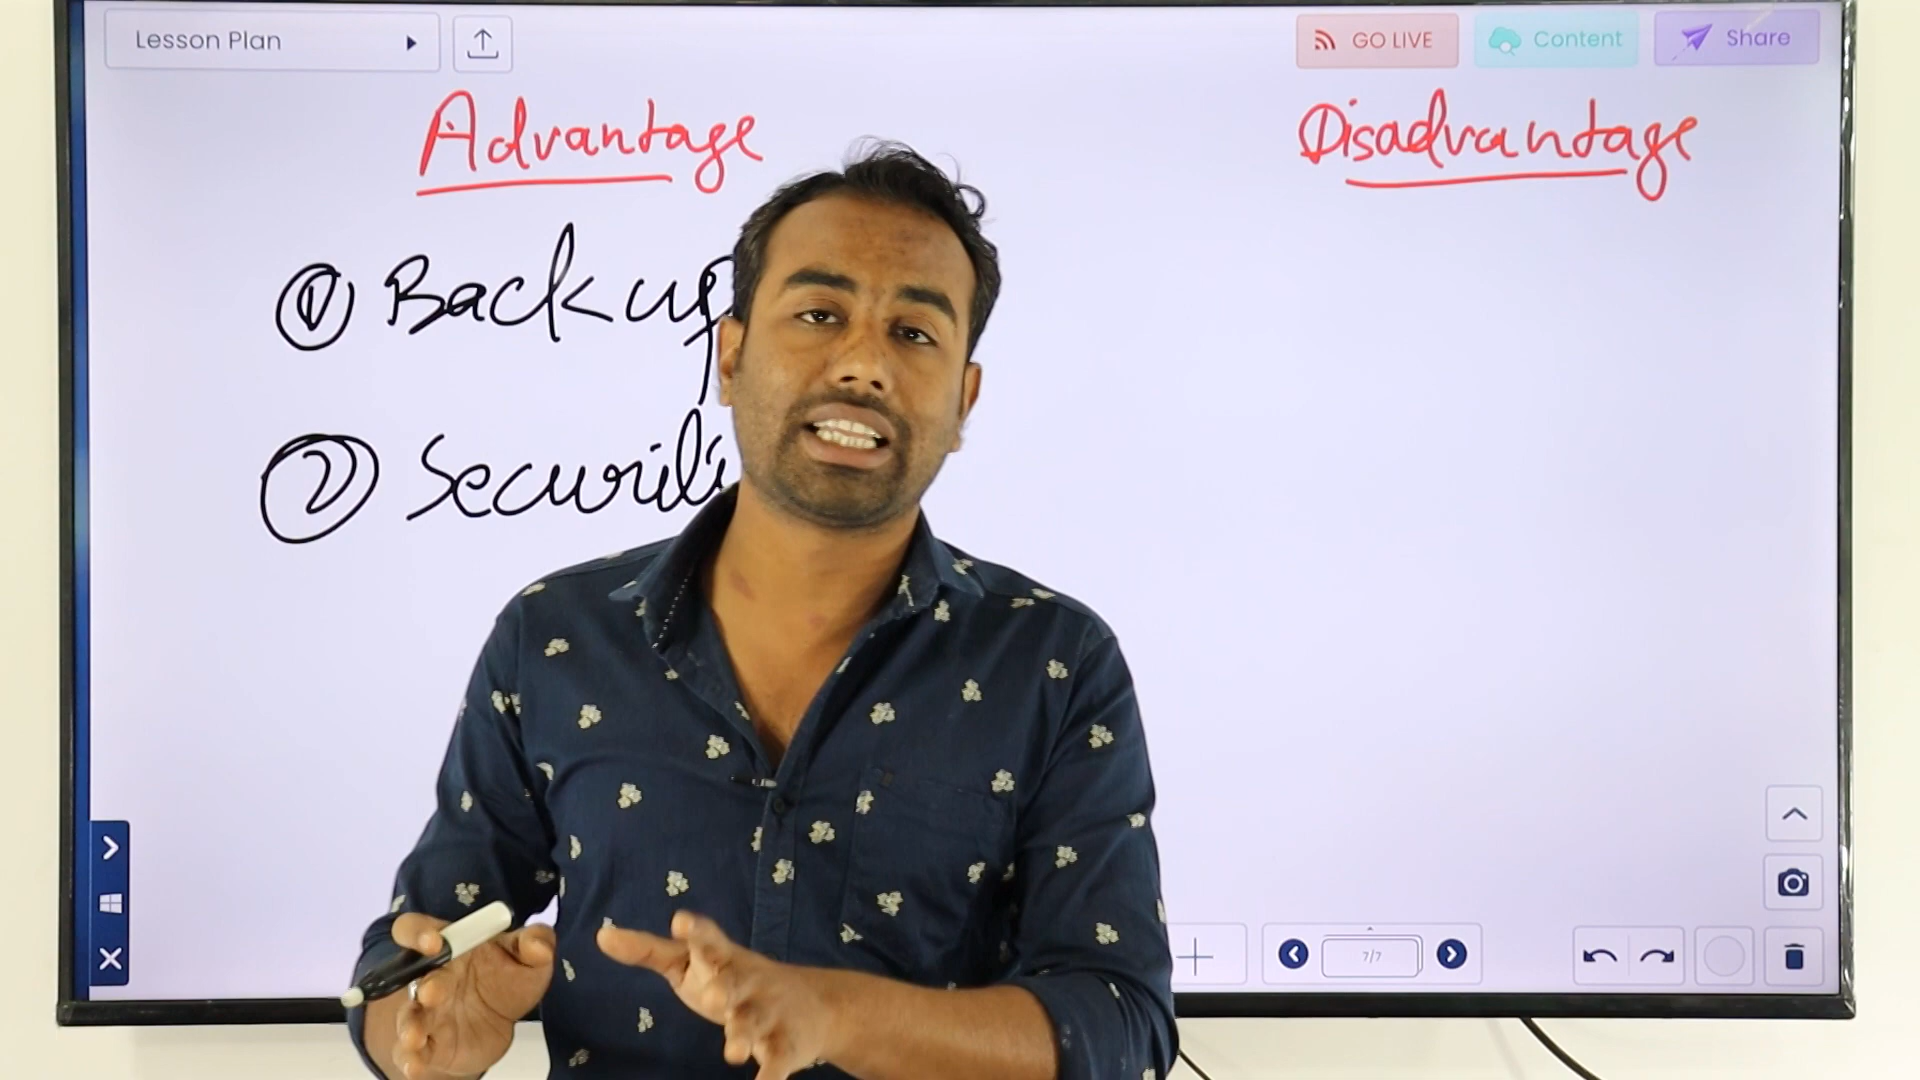 Lesson Plan
GO LIVE
Content
Share
Advantage
Disadvantage
① Backup
② Securit
7/7